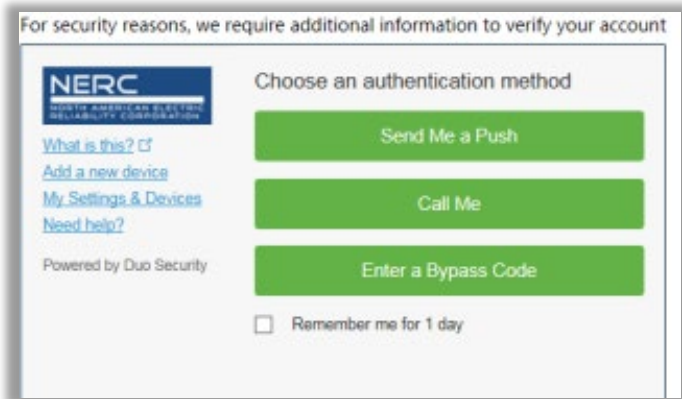 For security reasons, we require additional information to verify your account
NERC
NORTH AMERICAN ELECTRIC
RELIABILITY CORPORATION
What is this?
Add a new device
My Settings & Devices
Need help?
Powered by Duo Security
Choose an authentication method
Send Me a Push
Call Me
Enter a Bypass Code
Remember me for 1 day